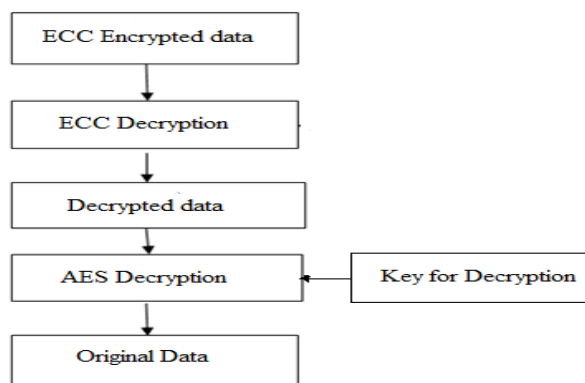 ECC Encrypted data
ECC Decryption
Decrypted data
AES Decryption
Key for Decryption
Original Data